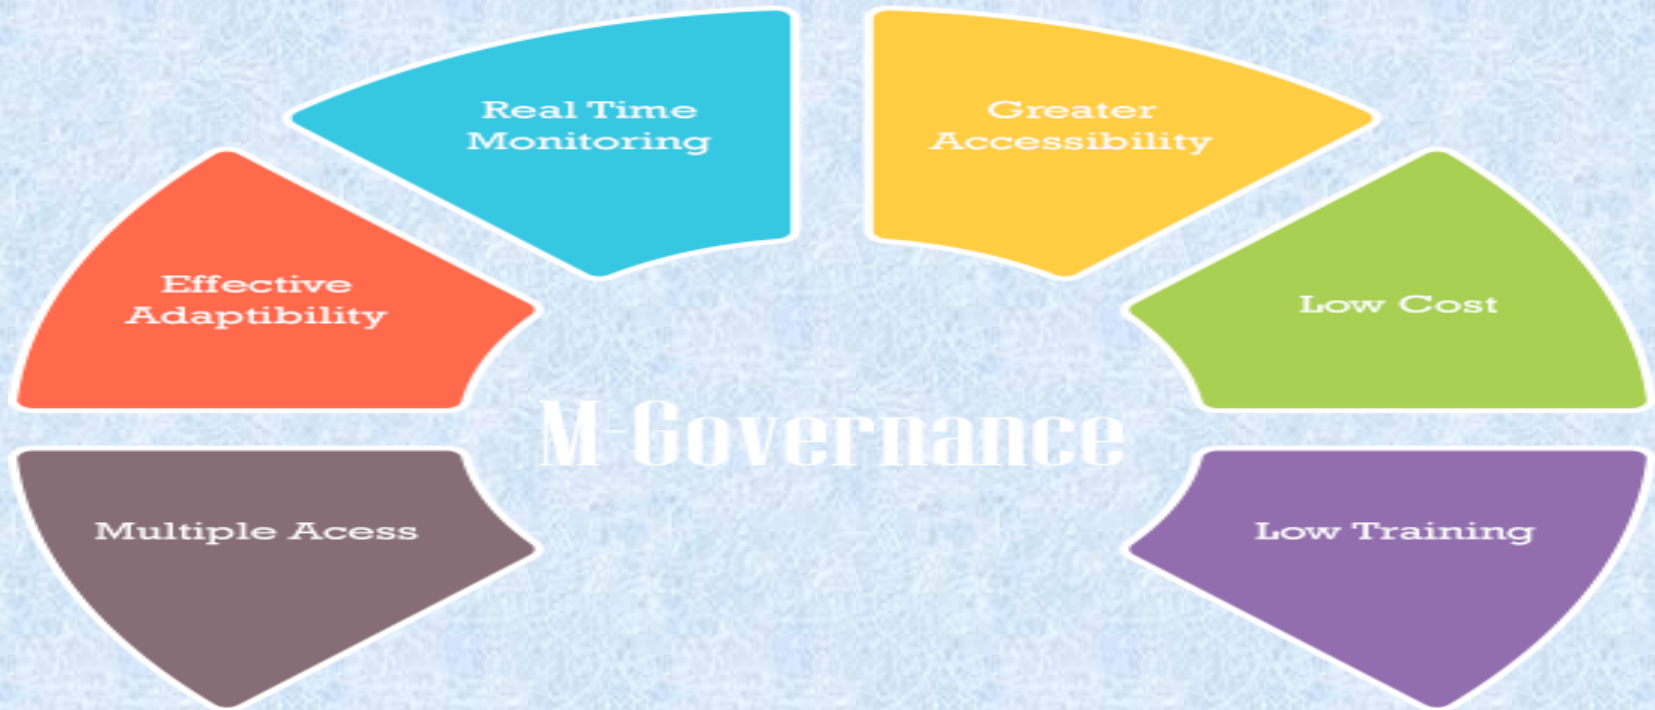 Real Time
Monitoring
Greater
Accessibility
Effective
Adaptibility
Low Cost
M-Governance
Multiple Acess
Low Training